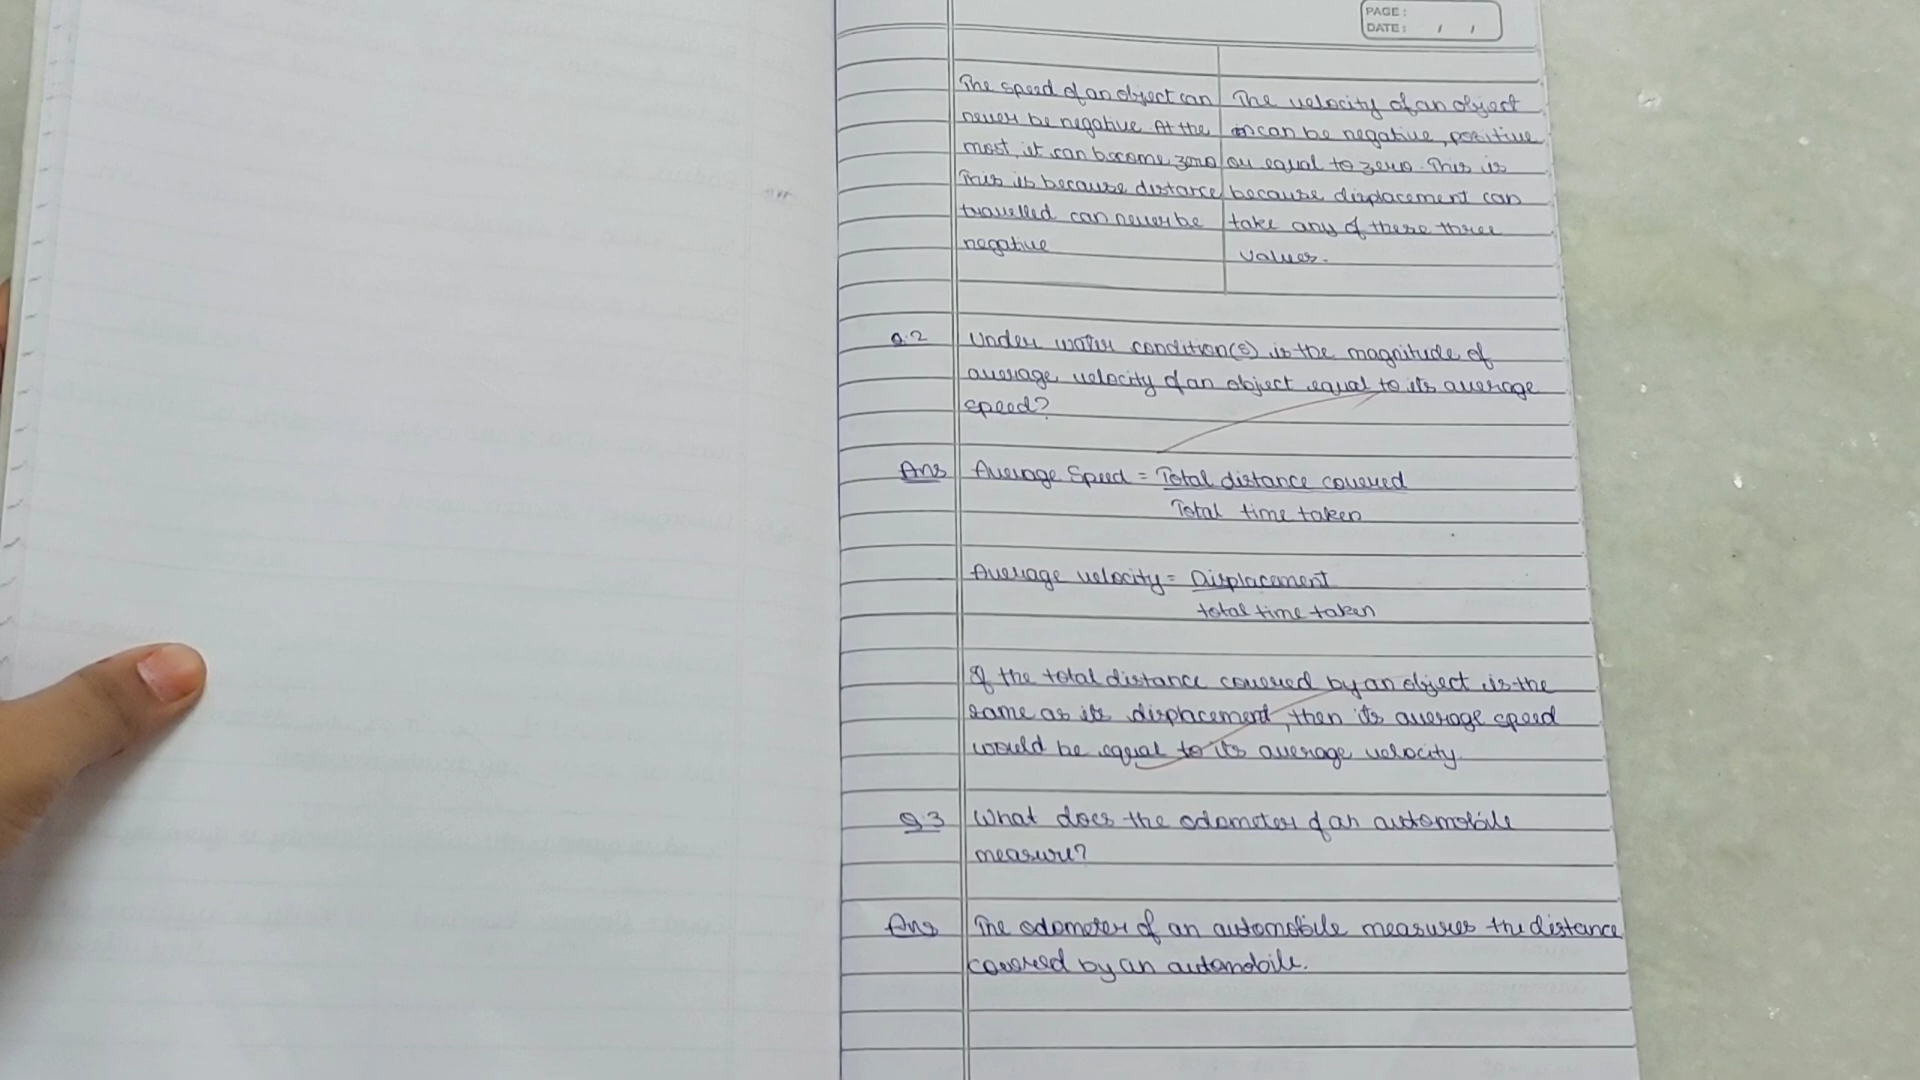 PAGE:
DATE: / /
The speed of an object can
never be negative. At the
most, it can become zero
This is because distance
travelled can never be
negative
The velocity of an object
can be negative, positive
or equal to zero. This is
because displacement can
take any of these three
values.
Q.2 Under water condition(s) is the magnitude of
average velocity of an object equal to its average
speed?
Ans Average Speed = Total distance covered
Total time taken
Average velocity = Displacement
total time taken
If the total distance covered by an object is the
same as its displacement, then its average speed
would be equal to its average velocity.
Q.3 What does the odometer of an automobile
measure?
Ans The odometer of an automobile measures the distance
covered by an automobile.